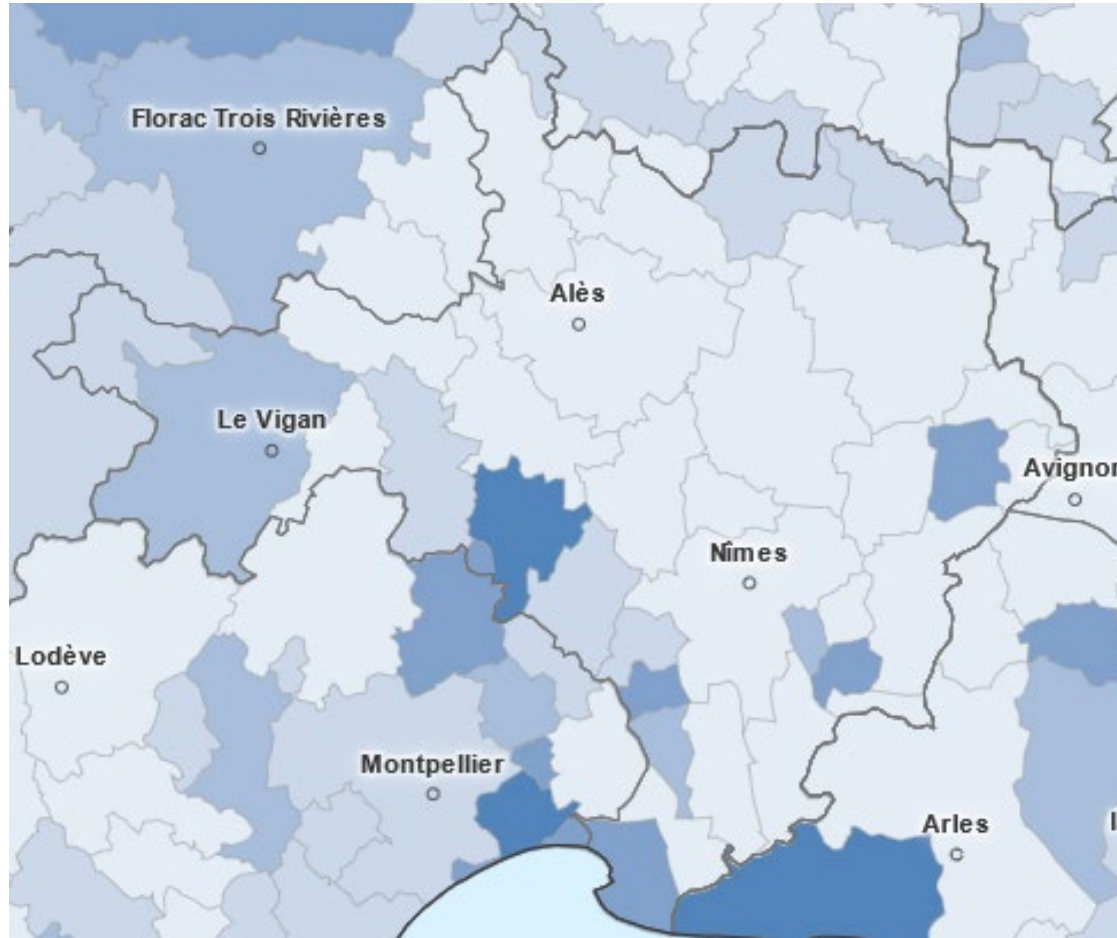 Florac Trois Rivières
Alès
Le Vigan
Avignon
Nîmes
Lodève
Montpellier
Arles